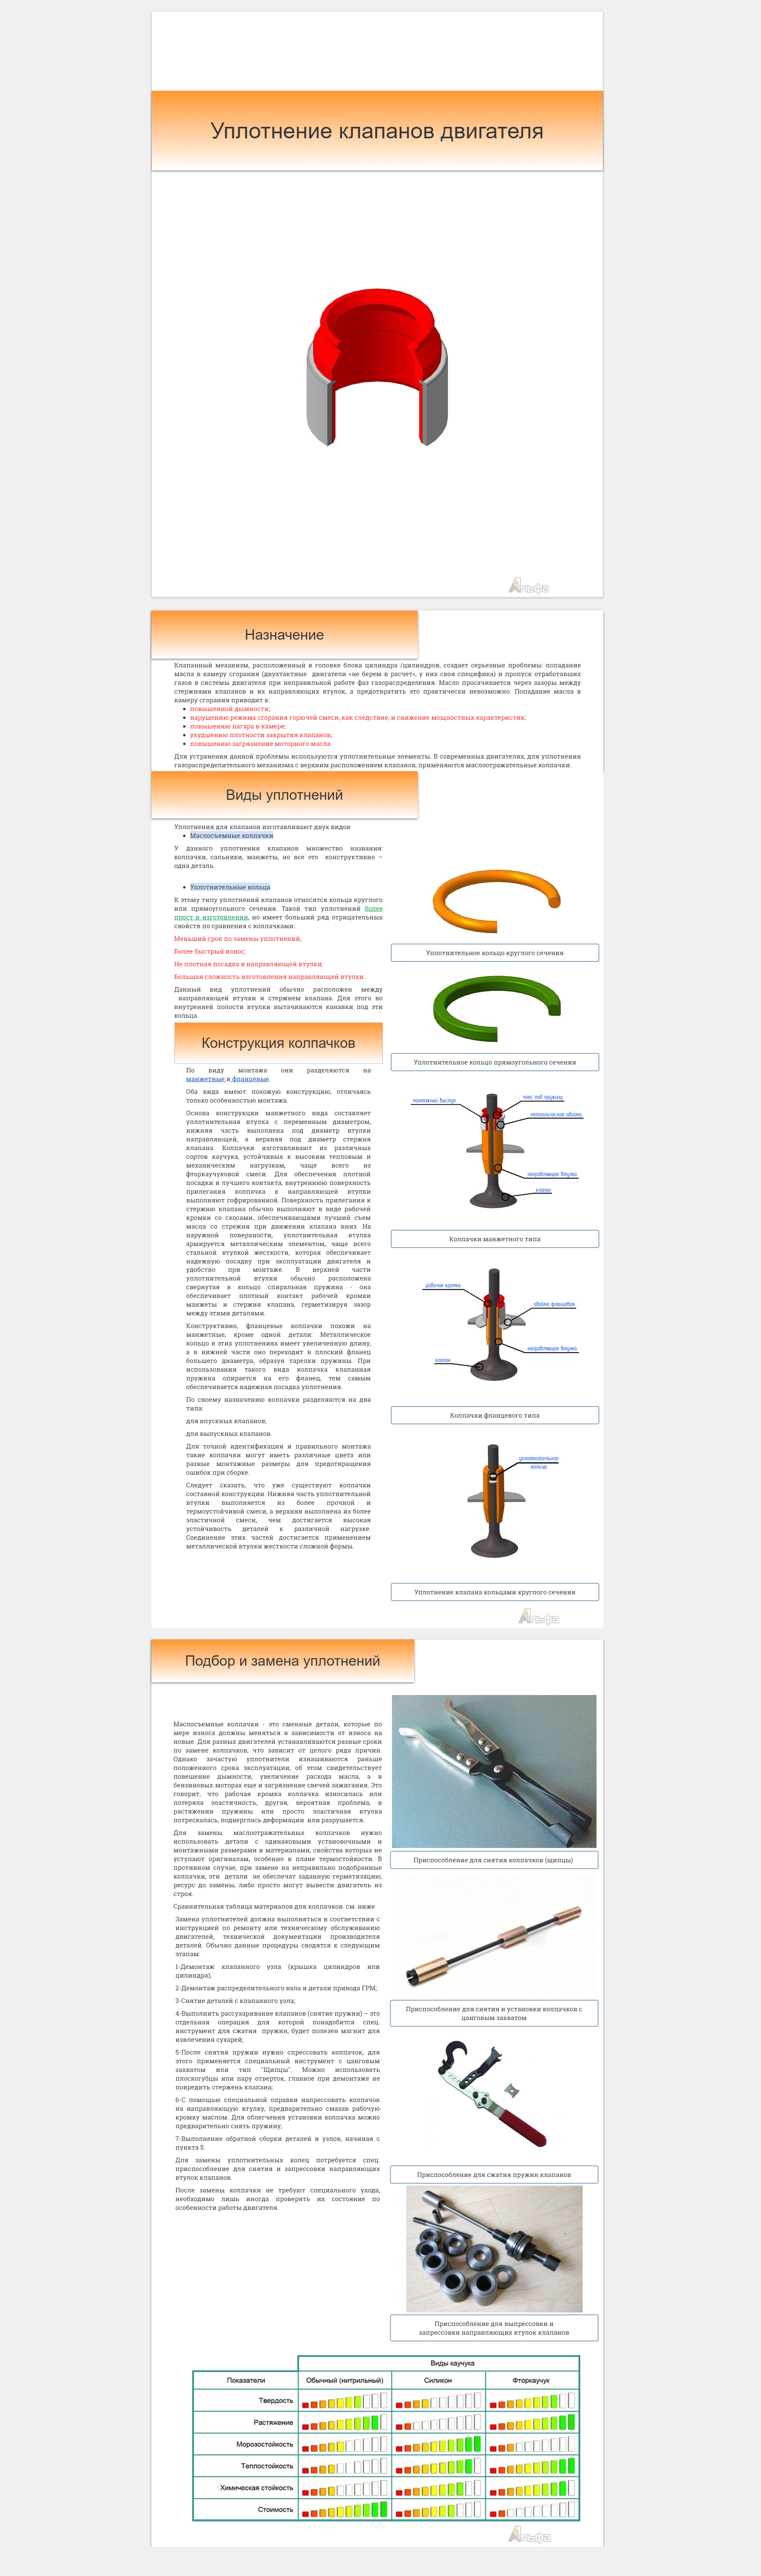 Уплотнение клапанов двигателя
Альфа
Назначение
Клапанный механизм, расположенный в головке блока цилиндра /цилиндров, создает серьезные проблемы: попадание
масла в камеру сгорания (двухтактные двигатели «не берем в расчет», у них своя специфика) и пропуск отработавших
газов в системы двигателя при неправильной работе фаз газораспределения. Масло просачивается через зазоры между
стержнями клапанов и их направляющих втулок, а предотвратить это практически невозможно. Попадание масла в
камеру сгорания приводит к:
повышенной дымности;
нарушению режима сгорания горючей смеси, как следствие, и снижение мощностных характеристик;
повышению нагара в камере;
ухудшению плотности закрытия клапанов;
повышению загрязнение моторного масла.
Для устранения данной проблемы используются уплотнительные элементы. В современных двигателях, для уплотнения
газораспределительного механизма с верхним расположением клапанов, применяются маслоотражательные колпачки.
Виды уплотнений
Уплотнения для клапанов изготавливают двух видов
Маслосъемные колпачки
У данного уплотнения клапанов множество названия:
колпачки, сальники, манжеты, но все это конструктивно –
одна деталь.
Уплотнительные кольца
К этому типу уплотнений клапанов относятся кольца круглого
или прямоугольного сечения. Такой тип уплотнений более
прост в изготовлении, но имеет больший ряд отрицательных
свойств по сравнения с колпачками:
Меньший срок по замены уплотнений;
Более быстрый износ;
Не плотная посадка в направляющей втулки;
Большая сложность изготовления направляющей втулки.
Данный вид уплотнений обычно расположен между
направляющей втулки и стержнем клапана. Для этого во
внутренней полости втулки вытачиваются канавки под эти
кольца.
Уплотнительное кольцо круглого сечения
Уплотнительное кольцо прямоугольного сечения
Конструкция колпачков
По виду монтажа они разделяются на
манжетные и фланцевые.
Оба вида имеют похожую конструкцию, отличаясь
только особенностью монтажа.
Основа конструкции манжетного вида составляет
уплотнительная втулка с переменным диаметром,
нижняя часть выполнена под диаметр втулки
направляющей, а верхняя под диаметр стержня
клапана. Колпачки изготавливают из различных
сортов каучука, устойчивых к высоким тепловым и
механическим нагрузкам, чаще всего из
фторкаучуковой смеси. Для обеспечения плотной
посадки и лучшего контакта, внутреннюю поверхность
прилегания колпачка к направляющей втулки
выполняют гофрированной. Поверхность прилегания к
стержню клапана обычно выполняют в виде рабочей
кромки со скосами, обеспечивающими лучший съем
масла со стрежня при движении клапана вниз. На
наружной поверхности, уплотнительная втулка
армируется металлическим элементом, чаще всего
стальной втулкой жесткости, которая обеспечивает
надежную посадку при эксплуатации двигателя и
удобство при монтаже. В верхней части
уплотнительной втулки обычно расположена
свернутая в кольцо спиральная пружина - она
обеспечивает плотный контакт рабочей кромки
манжеты и стержня клапана, герметизируя зазор
между этими деталями.
Конструктивно, фланцевые колпачки похожи на
манжетные, кроме одной детали: Металлическое
кольцо в этих уплотнениях имеет увеличенную длину,
а в нижней части оно переходит в плоский фланец
большего диаметра, образуя тарелки пружины. При
использовании такого вида колпачка клапанная
пружина опирается на его фланец, тем самым
обеспечивается надежная посадка уплотнения.
По своему назначению колпачки разделяются на два
типа:
для впускных клапанов;
для выпускных клапанов.
Для точной идентификации и правильного монтажа
такие колпачки могут иметь различные цвета или
разные монтажные размеры для предотвращения
ошибок при сборке.
Следует сказать, что уже существуют колпачки
составной конструкции. Нижняя часть уплотнительной
втулки выполняется из более прочной и
термоустойчивой смеси, а верхняя выполнена из более
эластичной смеси, чем достигается высокая
устойчивость деталей к различной нагрузке.
Соединение этих частей достигается применением
металлической втулки жесткости сложной формы.
монтажный выступ
пояс под пружину
металлическая обойма
направляющая втулка
клапан
Колпачки манжетного типа
рабочая кромка
обойма фланцевая
направляющая втулка
клапан
Колпачки фланцевого типа
уплотнительное
кольцо
Уплотнение клапана кольцами круглого сечения
Альфа
Подбор и замена уплотнений
Маслосъемные колпачки - это сменные детали, которые по
мере износа должны меняться в зависимости от износа на
новые. Для разных двигателей устанавливаются разные сроки
по замене колпачков, что зависит от целого ряда причин.
Однако зачастую уплотнители изнашиваются раньше
положенного срока эксплуатации, об этом свидетельствует
повешение дымности, увеличение расхода масла, а в
бензиновых моторах еще и загрязнение свечей зажигания. Это
говорит, что рабочая кромка колпачка износилась или
потеряла эластичность, другая, вероятная проблема, в
растяжении пружины или просто эластичная втулка
потрескалась, подверглась деформации или разрушается.
Для замены маслоотражательных колпачков нужно
использовать детали с одинаковыми установочными и
монтажными размерами и материалами, свойства которых не
уступают оригиналам, особенно в плане термостойкости. В
противном случае, при замене на неправильно подобранные
колпачки, эти детали не обеспечат заданную герметизацию,
ресурс до замены, либо просто могут вывести двигатель из
строя.
Сравнительная таблица материалов для колпачков. см. ниже
Замена уплотнителей должна выполняться в соответствии с
инструкцией по ремонту или техническому обслуживанию
двигателей, технической документации производителя
деталей. Обычно данные процедуры сводятся к следующим
этапам:
1-Демонтаж клапанного узла (крышка цилиндров или
цилиндра);
2-Демонтаж распределительного вала и детали привода ГРМ;
3-Снятие деталей с клапанного узла;
4-Выполнить рассухаривание клапанов (снятие пружин) – это
отдельная операция для которой понадобится спец.
инструмент для сжатия пружин, будет полезен магнит для
извлечения сухарей;
5-После снятия пружин нужно спрессовать колпачок, для
этого применяется специальный инструмент с цанговым
захватом или тип "Щипцы". Можно использовать
плоскогубцы или пару отверток, главное при демонтаже не
повредить стержень клапана;
6-С помощью специальной оправки напрессовать колпачок
на направляющую втулку, предварительно смазав рабочую
кромку маслом. Для облегчения установки колпачка можно
предварительно снять пружину;
7-Выполнение обратной сборки деталей и узлов, начиная с
пункта 5.
Для замены уплотнительных колец потребуется спец.
приспособление для снятия и запрессовки направляющих
втулок клапанов.
После замены колпачки не требуют специального ухода,
необходимо лишь иногда проверять их состояние по
особенности работы двигателя.
Приспособление для снятия колпачков (щипцы)
Приспособление для снятия и установки колпачков с
цанговым захватом
Приспособление для сжатия пружин клапанов
Приспособление для выпрессовки и
запрессовки направляющих втулок клапанов
Виды каучука
Показатели Обычный (нитрильный) Силикон Фторкаучук
Твердость
Растяжение
Морозостойкость
Теплостойкость
Химическая стойкость
Стоимость
Альфа